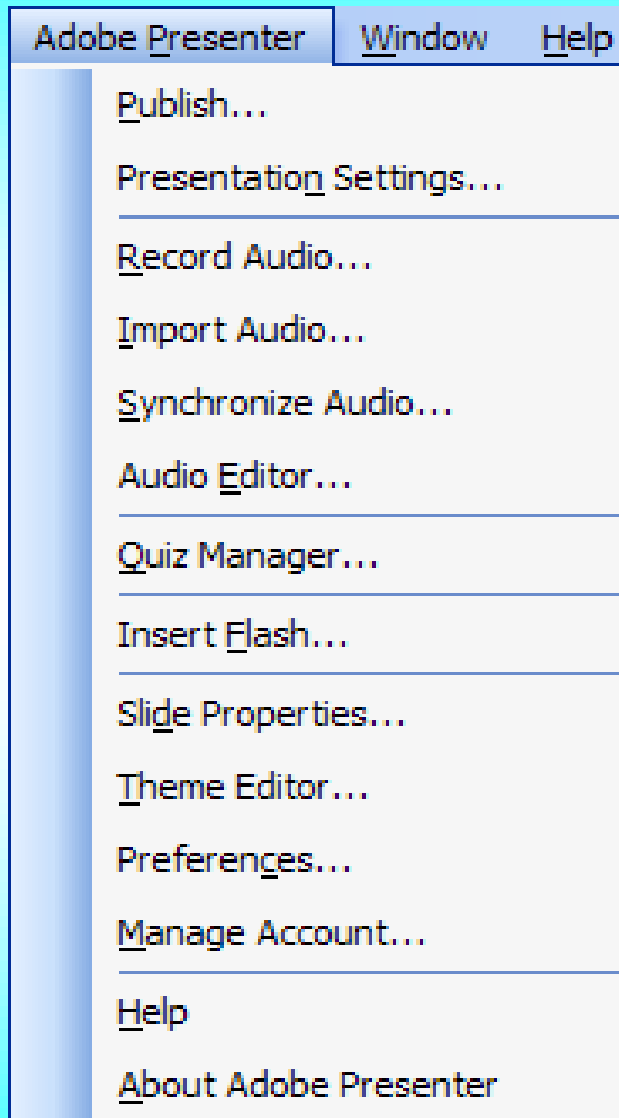 Adobe Presenter Window Help
Publish...
Presentation Settings...
Record Audio...
Import Audio...
Synchronize Audio...
Audio Editor...
Quiz Manager...
Insert Flash...
Slide Properties...
Theme Editor...
Preferences...
Manage Account...
Help
About Adobe Presenter